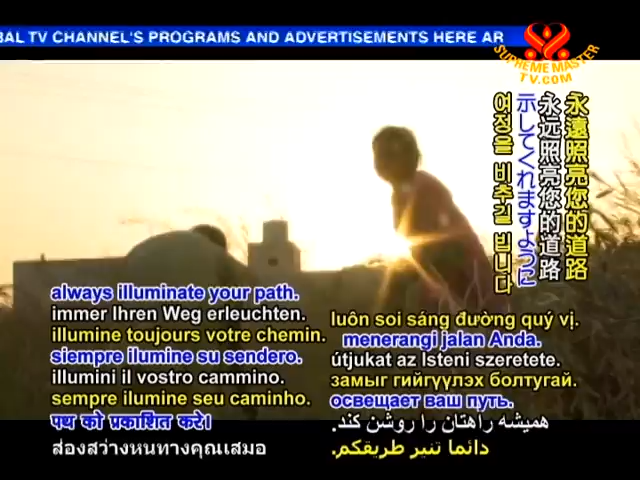 BAL TV CHANNEL'S PROGRAMS AND ADVERTISEMENTS HERE AR
SUPREME MASTER
TV.COM
永遠照亮您的道路
永远照亮您的道路
示してくれますように
여정을 비추길 빕니다
always illuminate your path.
immer Ihren Weg erleuchten.
illumine toujours votre chemin.
siempre ilumine su sendero.
illumini il vostro cammino.
sempre ilumine seu caminho.
पथ को प्रकाशित करे।
ส่องสว่างหนทางคุณเสมอ
luôn soi sáng đường quý vị.
menerangi jalan Anda.
útjukat az Isteni szeretete.
замыг гийгүүлэх болтугай.
освещает ваш путь.
همیشه راهتان را روشن کند.
دائما تنير طريقكم.